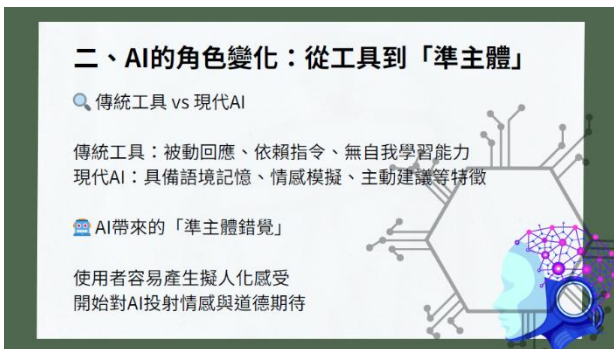 二、AI的角色變化：從工具到「準主體」
🔍 傳統工具 vs 現代AI
傳統工具：被動回應、依賴指令、無自我學習能力
現代AI：具備語境記憶、情感模擬、主動建議等特徵
🤖 AI帶來的「準主體錯覺」
使用者容易產生擬人化感受
開始對AI投射情感與道德期待